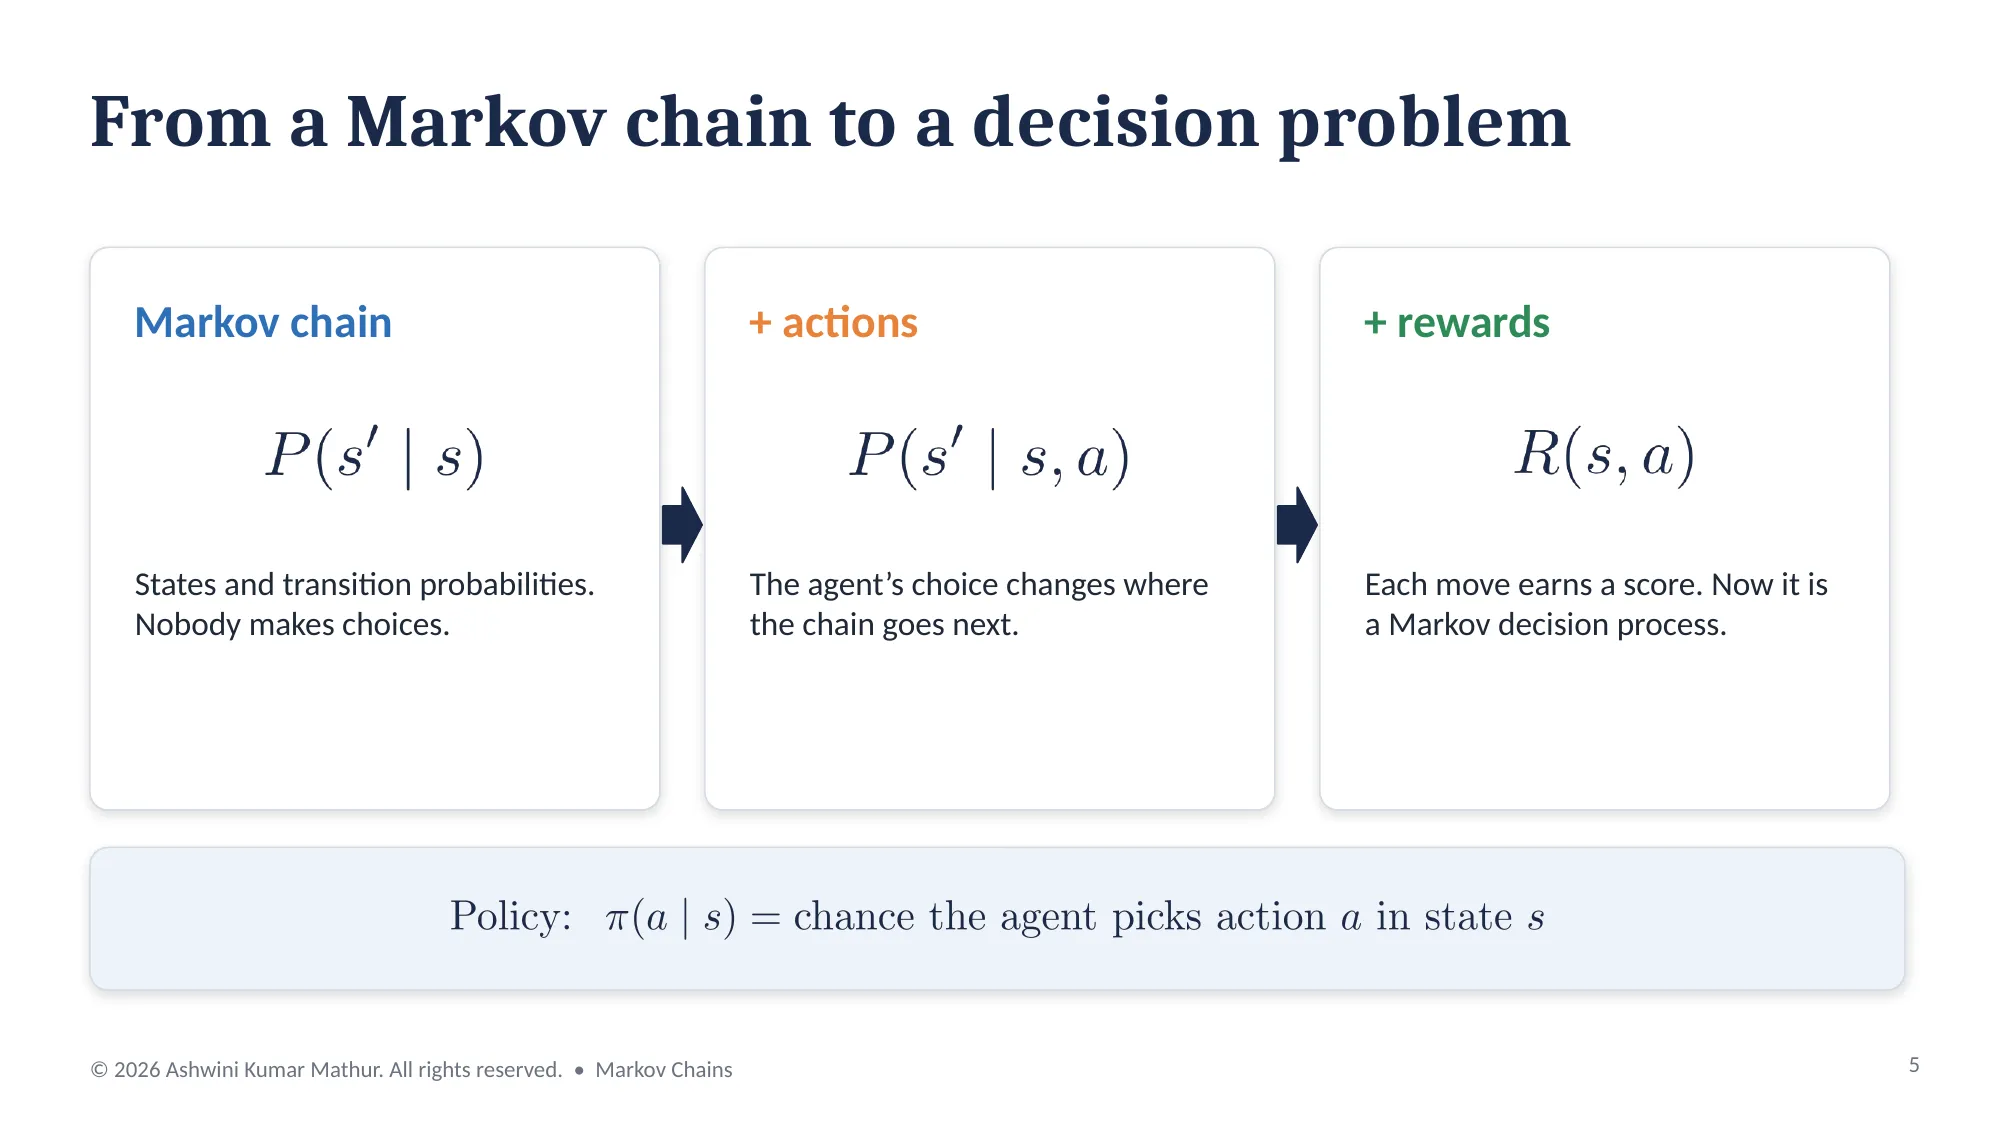 From a Markov chain to a decision problem
Markov chain
P(s′ | s)
States and transition probabilities.
Nobody makes choices.
+ actions
P(s′ | s, a)
The agent’s choice changes where
the chain goes next.
+ rewards
R(s, a)
Each move earns a score. Now it is
a Markov decision process.
Policy: π(a | s) = chance the agent picks action a in state s
© 2026 Ashwini Kumar Mathur. All rights reserved. • Markov Chains
5